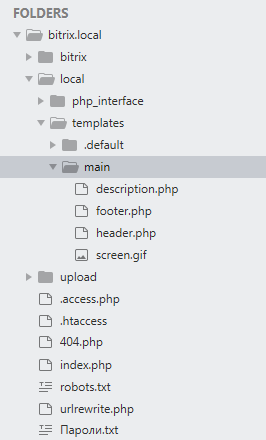 FOLDERS
bitrix.local
bitrix
local
php_interface
templates
.default
main
description.php
footer.php
header.php
screen.gif
upload
.access.php
.htaccess
404.php
index.php
robots.txt
urlrewrite.php
Пароли.txt